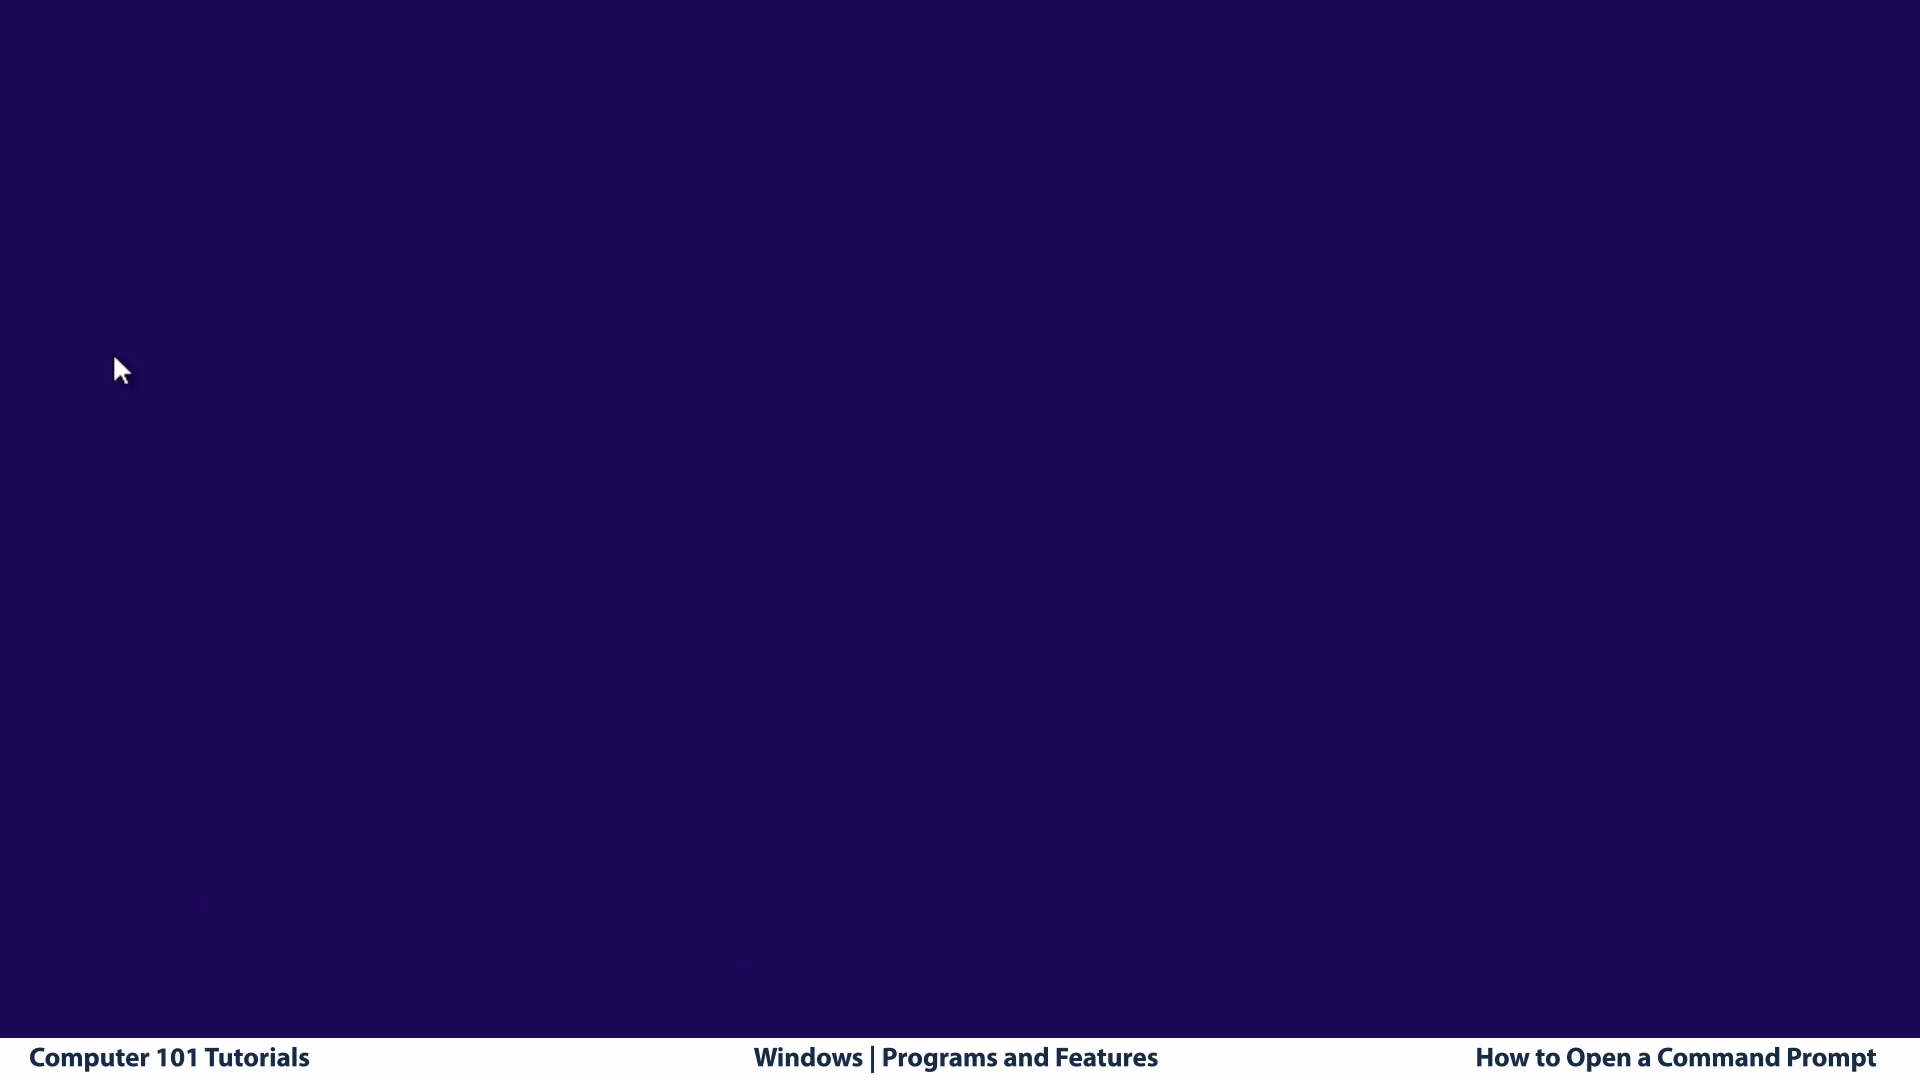 Computer 101 Tutorials
Windows | Programs and Features
How to Open a Command Prompt